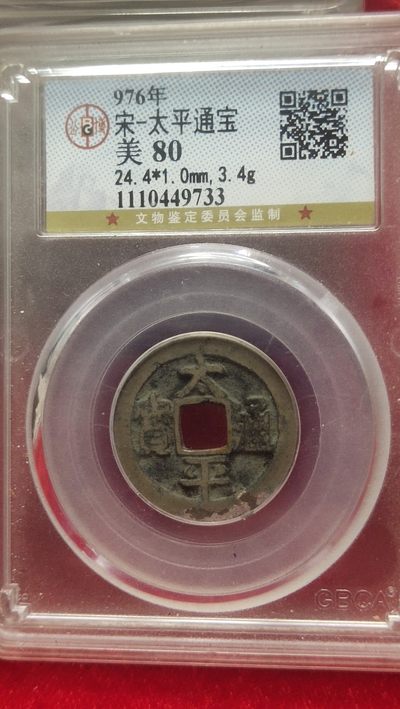 976年
宋-太平通宝
美 80
24.4*1.0mm,3.4g
1110449733
文物鉴定委员会监制
太平通寳
GBCA